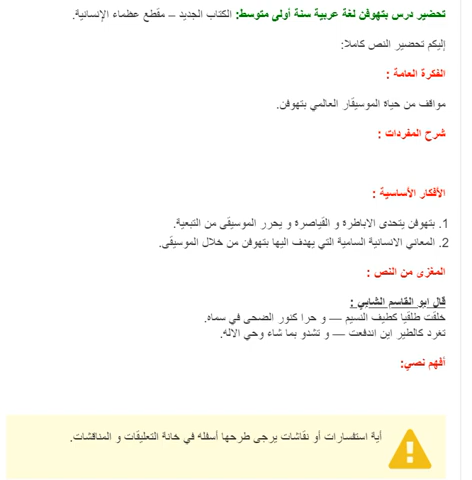 تحضير درس بتهوفن لغة عربية سنة أولى متوسط: الكتاب الجديد – مقطع عظماء الإنسانية.
إليكم تحضير النص كاملا:
الفكرة العامة :
مواقف من حياة الموسيقار العالمي بتهوفن.
شرح المفردات :
الأفكار الأساسية :
1. بتهوفن يتحدى الاباطرة و القياصرة و يحرر الموسيقى من التبعية.
2. المعاني الانسانية السامية التي يهدف اليها بتهوفن من خلال الموسيقى.
المغزى من النص :
قال ابو القاسم الشابي :
خلقت طلقيا كطيف النسيم — و حرا كنور الضحى في سماه.
تغرد كالطير اين اندفعت — و تشدو بما شاء وحي الاله.
أفهم نصي:
أية استفسارات أو نقاشات يرجى طرحها أسفله في خانة التعليقات و المناقشات.